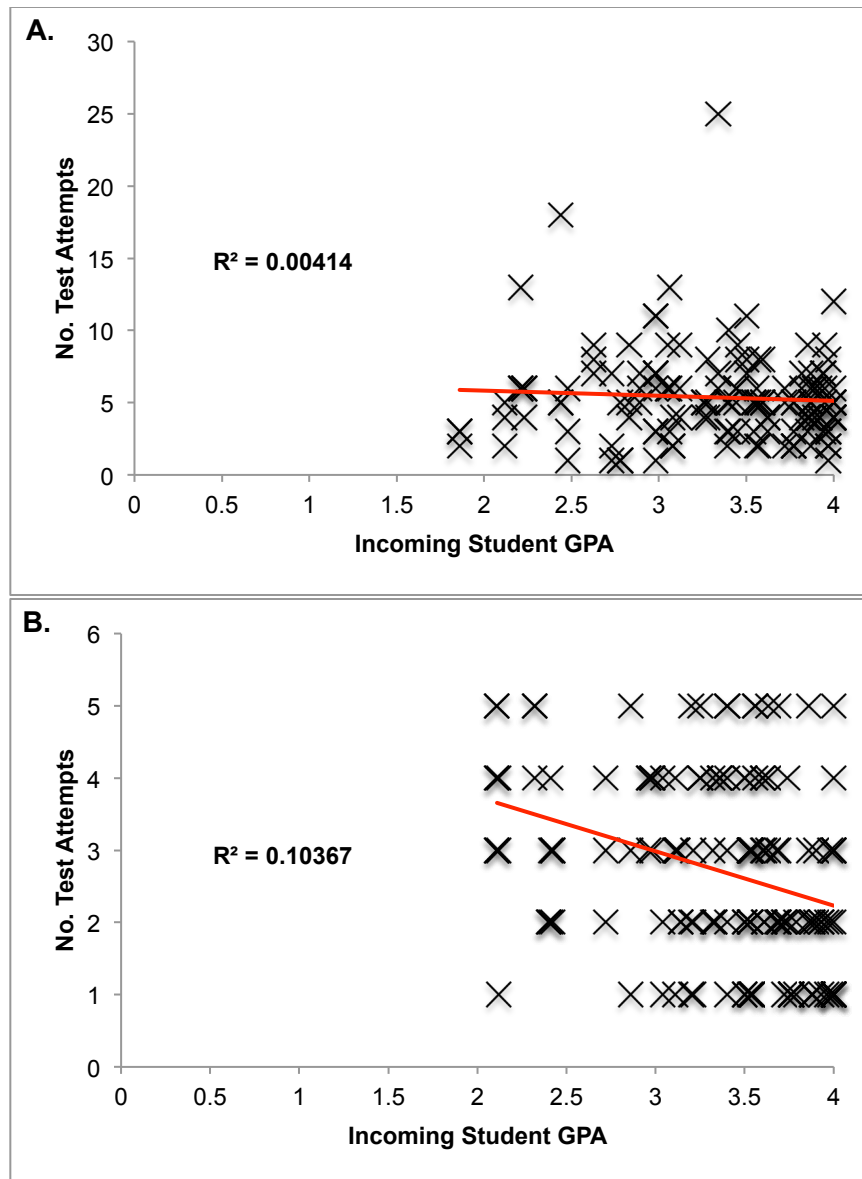 A.
30
25
20
15
10
5
0
No. Test Attempts
R² = 0.00414
0 0.5 1 1.5 2 2.5 3 3.5 4
Incoming Student GPA
B.
6
5
4
3
2
1
0
No. Test Attempts
R² = 0.10367
0 0.5 1 1.5 2 2.5 3 3.5 4
Incoming Student GPA